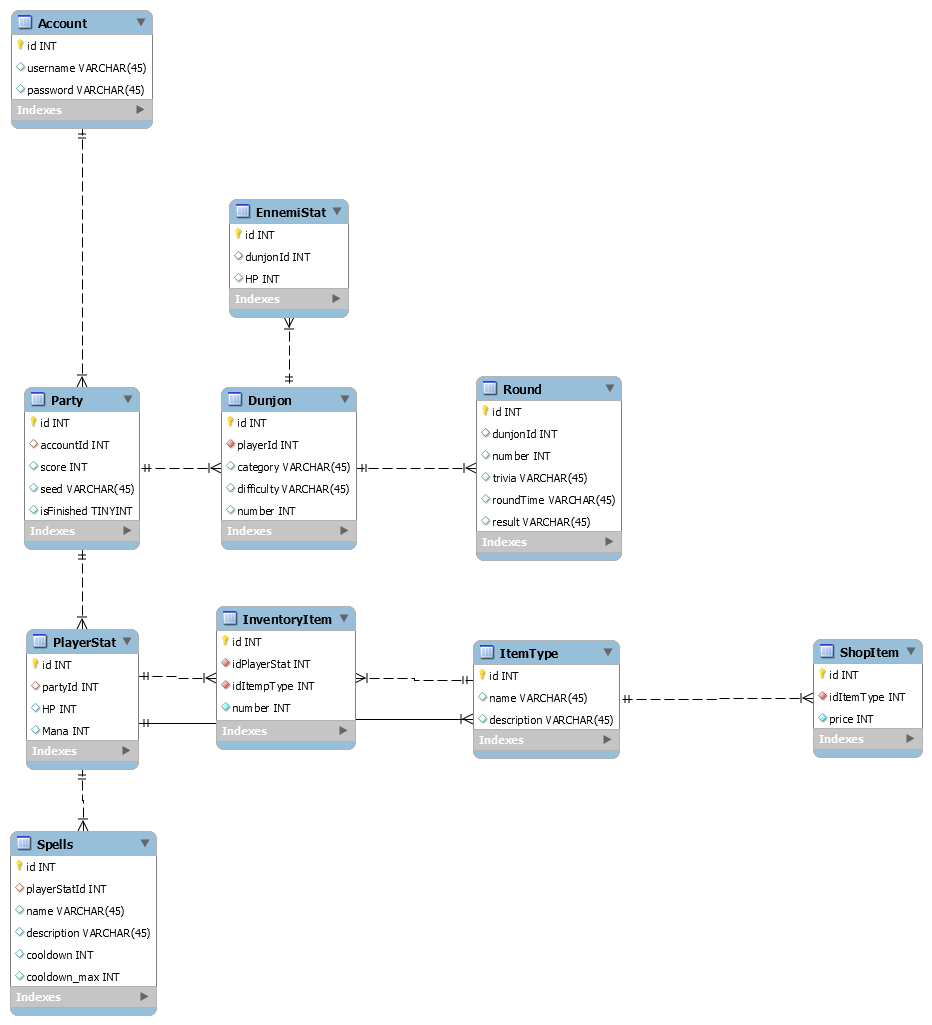 Account
id INT
username VARCHAR(45)
password VARCHAR(45)
Indexes
EnnemiStat
id INT
dunjonId INT
HP INT
Indexes
Party
id INT
accountId INT
score INT
seed VARCHAR(45)
isFinished TINYINT
Indexes
Dunjon
id INT
playerId INT
category VARCHAR(45)
difficulty VARCHAR(45)
number INT
Indexes
Round
id INT
dunjonId INT
number INT
trivia VARCHAR(45)
roundTime VARCHAR(45)
result VARCHAR(45)
Indexes
PlayerStat
id INT
partyId INT
HP INT
Mana INT
Indexes
InventoryItem
id INT
idPlayerStat INT
idItempType INT
number INT
Indexes
ItemType
id INT
name VARCHAR(45)
description VARCHAR(45)
Indexes
ShopItem
id INT
idItemType INT
price INT
Indexes
Spells
id INT
playerStatId INT
name VARCHAR(45)
description VARCHAR(45)
cooldown INT
cooldown_max INT
Indexes